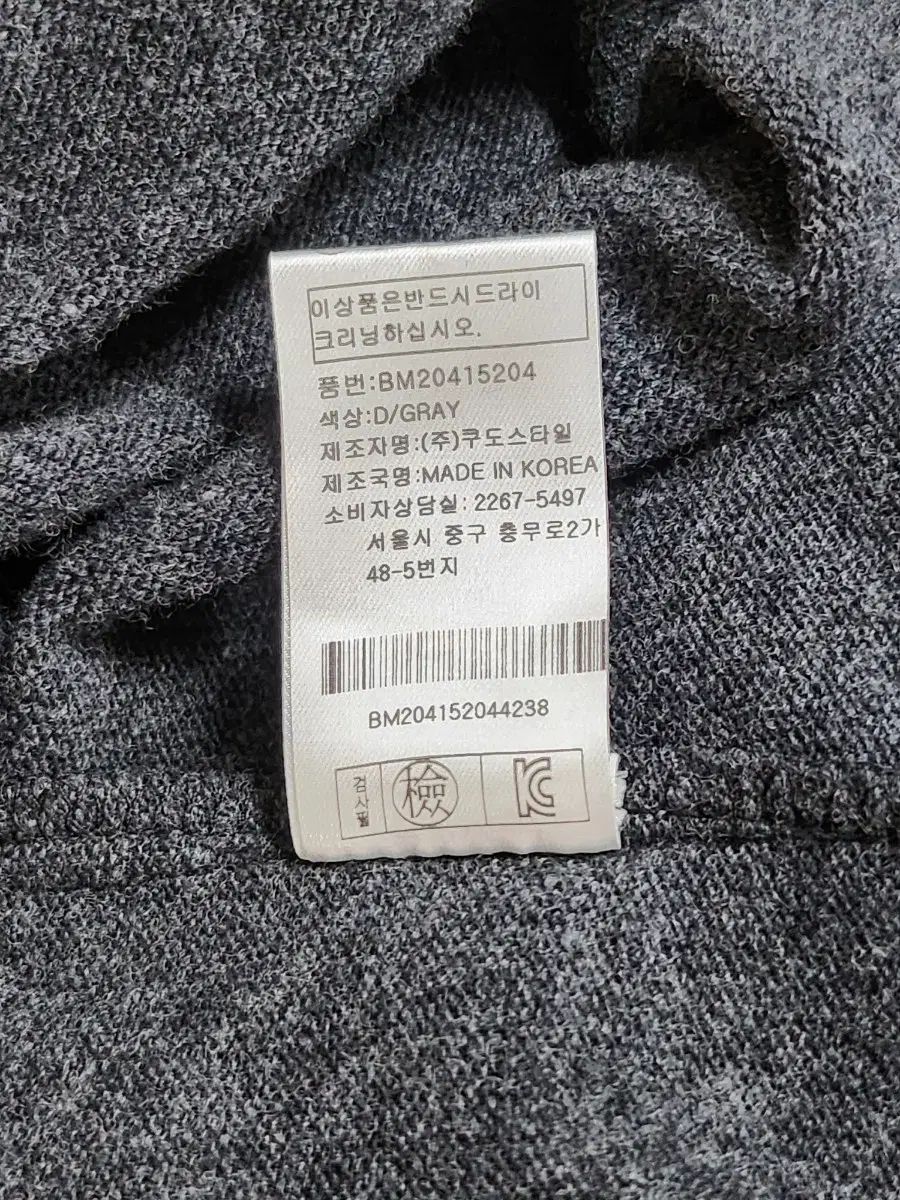 이상품은반드시드라이
크리닝하십시오.
품번:BM20415204
색상:D/GRAY
제조자명:(주)쿠도스타일
제조국명:MADE IN KOREA
소비자상담실: 2267-5497
서울시 중구 충무로2가
48-5번지
BM204152044238
검사필 檢 KC